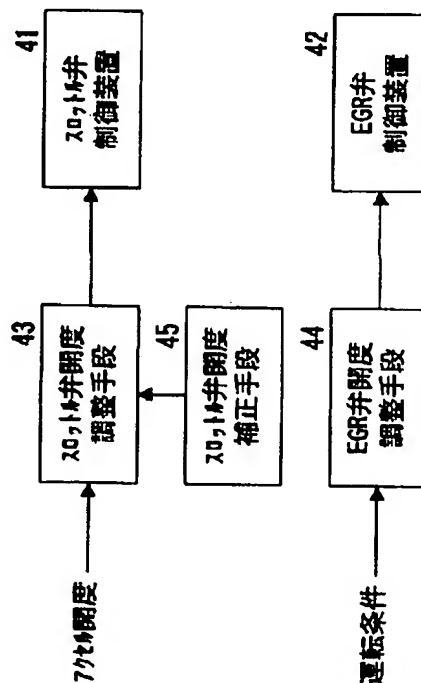 アクセル開度
43
スロットル弁開度
調整手段
41
スロットル弁
制御装置
45
スロットル弁開度
補正手段
運転条件
44
EGR弁開度
調整手段
42
EGR弁
制御装置